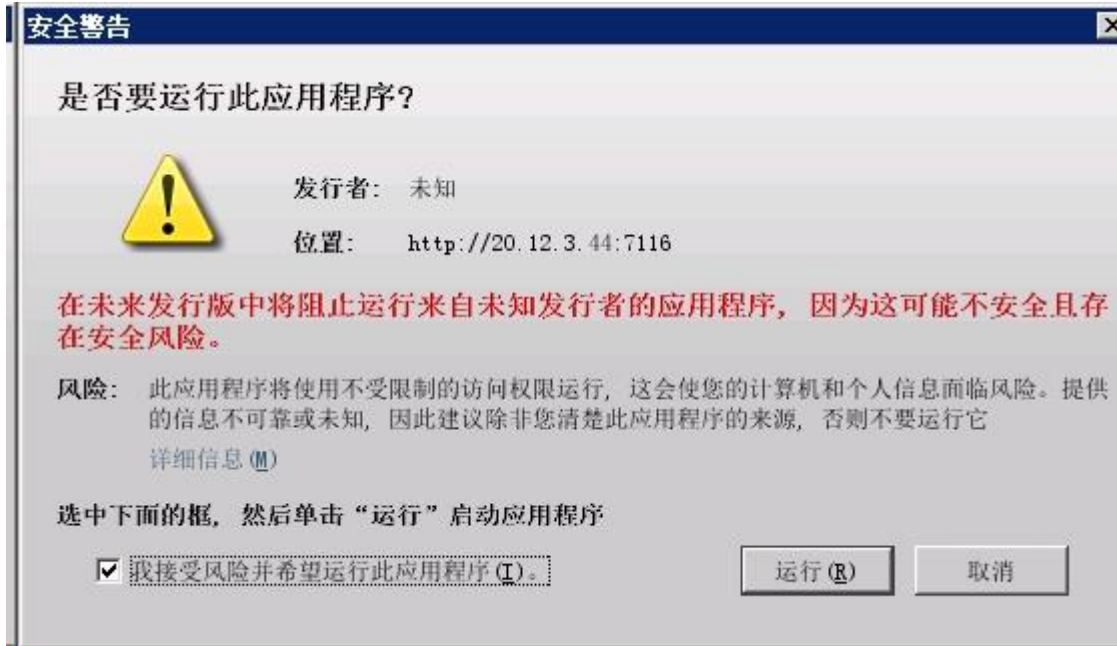 安全警告
是否要运行此应用程序?
发行者: 未知
位置: http://20.12.3.44:7116
在未来发行版中将阻止运行来自未知发行者的应用程序, 因为这可能不安全且存
在安全风险。
风险: 此应用程序将使用不受限制的访问权限运行, 这会使您的计算机和个人信息面临风险。提供
的信息不可靠或未知, 因此建议除非您清楚此应用程序的来源, 否则不要运行它
详细信息(M)
选中下面的框, 然后单击“运行”启动应用程序
我接受风险并希望运行此应用程序(I)。
运行(R) 取消